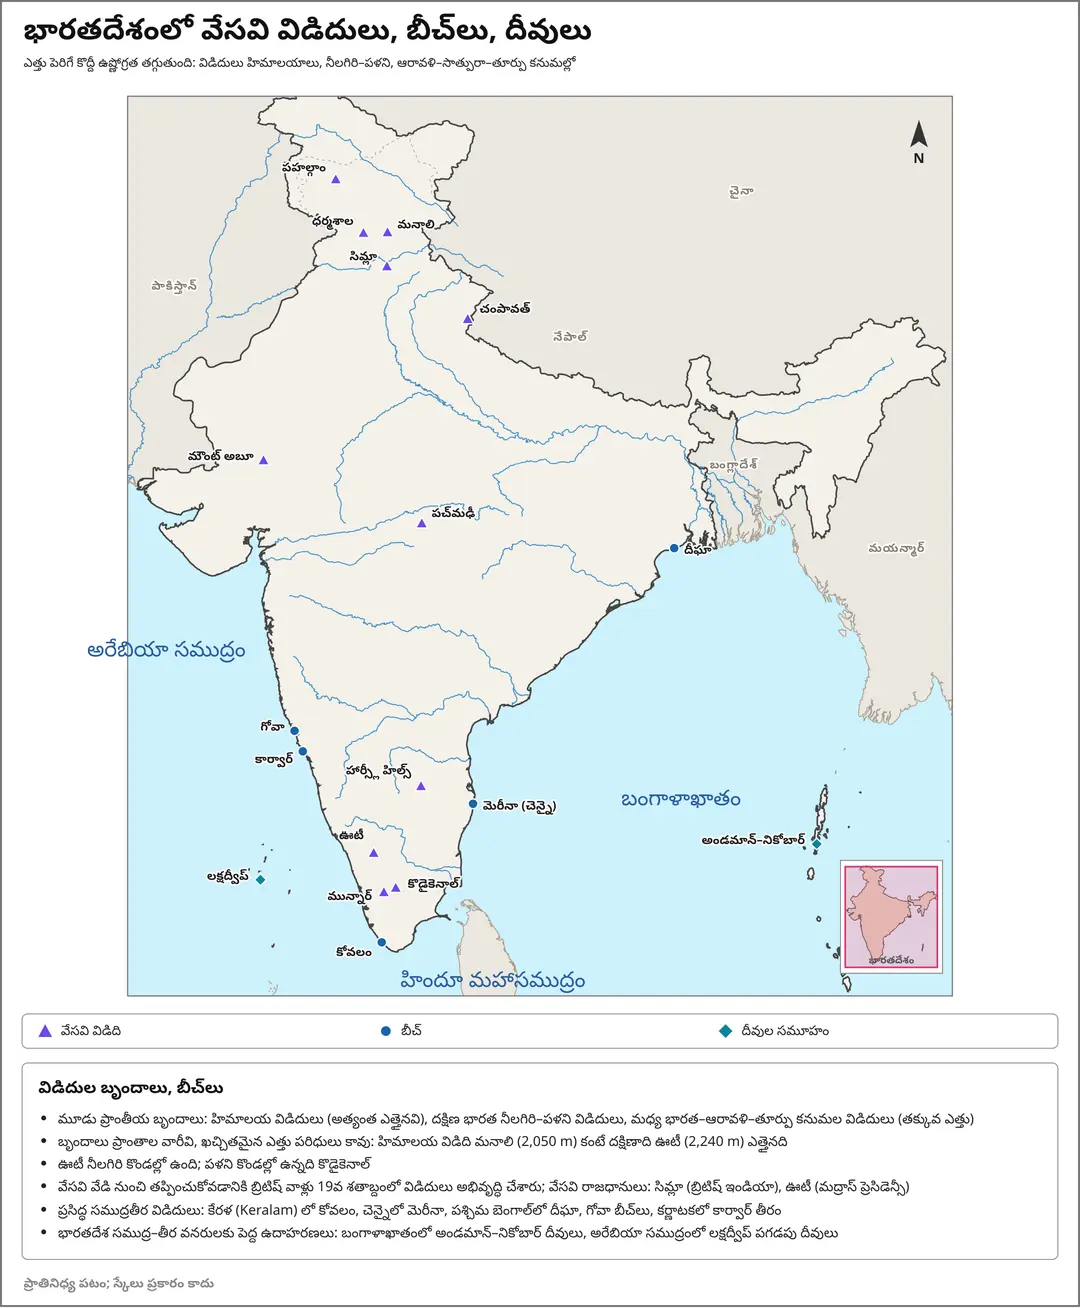 భారతదేశంలో వేసవి విడిదులు, బీచ్‌లు, దీవులు
ఎత్తు పెరిగే కొద్దీ ఉష్ణోగ్రత తగ్గుతుంది: విడిదులు హిమాలయాలు, నీలగిరి–పళని, ఆరావళి–సాత్పురా–తూర్పు కనుమల్లో
N
పహల్గాం
చైనా
ధర్మశాల
మనాలి
సిమ్లా
పాకిస్తాన్
చంపావత్
నేపాల్
మౌంట్ అబూ
బంగ్లాదేశ్
పచ్‌మఢీ
దీఘా
మయన్మార్
అరేబియా సముద్రం
గోవా
కార్వార్
హార్స్లీ హిల్స్
బంగాళాఖాతం
మెరీనా (చెన్నై)
ఊటీ
అండమాన్–నికోబార్
లక్షద్వీప్
కొడైకెనాల్
మున్నార్
కోవలం
భారతదేశం
హిందూ మహాసముద్రం
వేసవి విడిది
బీచ్
దీవుల సమూహం
విడిదుల బృందాలు, బీచ్‌లు
• మూడు ప్రాంతీయ బృందాలు: హిమాలయ విడిదులు (అత్యంత ఎత్తైనవి), దక్షిణ భారత నీలగిరి–పళని విడిదులు, మధ్య భారత–ఆరావళి–తూర్పు కనుమల విడిదులు (తక్కువ ఎత్తు)
• బృందాలు ప్రాంతాల వారీవి, ఖచ్చితమైన ఎత్తు పరిధులు కావు: హిమాలయ విడిది మనాలి (2,050 m) కంటే దక్షిణాది ఊటీ (2,240 m) ఎత్తైనది
• ఊటీ నీలగిరి కొండల్లో ఉంది; పళని కొండల్లో ఉన్నది కొడైకెనాల్
• వేసవి వేడి నుంచి తప్పించుకోవడానికి బ్రిటిష్ వాళ్లు 19వ శతాబ్దంలో విడిదులు అభివృద్ధి చేశారు; వేసవి రాజధానులు: సిమ్లా (బ్రిటిష్ ఇండియా), ఊటీ (మద్రాస్ ప్రెసిడెన్సీ)
• ప్రసిద్ధ సముద్రతీర విడిదులు: కేరళ (Keralam) లో కోవలం, చెన్నైలో మెరీనా, పశ్చిమ బెంగాల్‌లో దీఘా, గోవా బీచ్‌లు, కర్ణాటకలో కార్వార్ తీరం
• భారతదేశ సముద్ర–తీర వనరులకు పెద్ద ఉదాహరణలు: బంగాళాఖాతంలో అండమాన్–నికోబార్ దీవులు, అరేబియా సముద్రంలో లక్షద్వీప్ పగడపు దీవులు
ప్రాతినిధ్య పటం; స్కేలు ప్రకారం కాదు